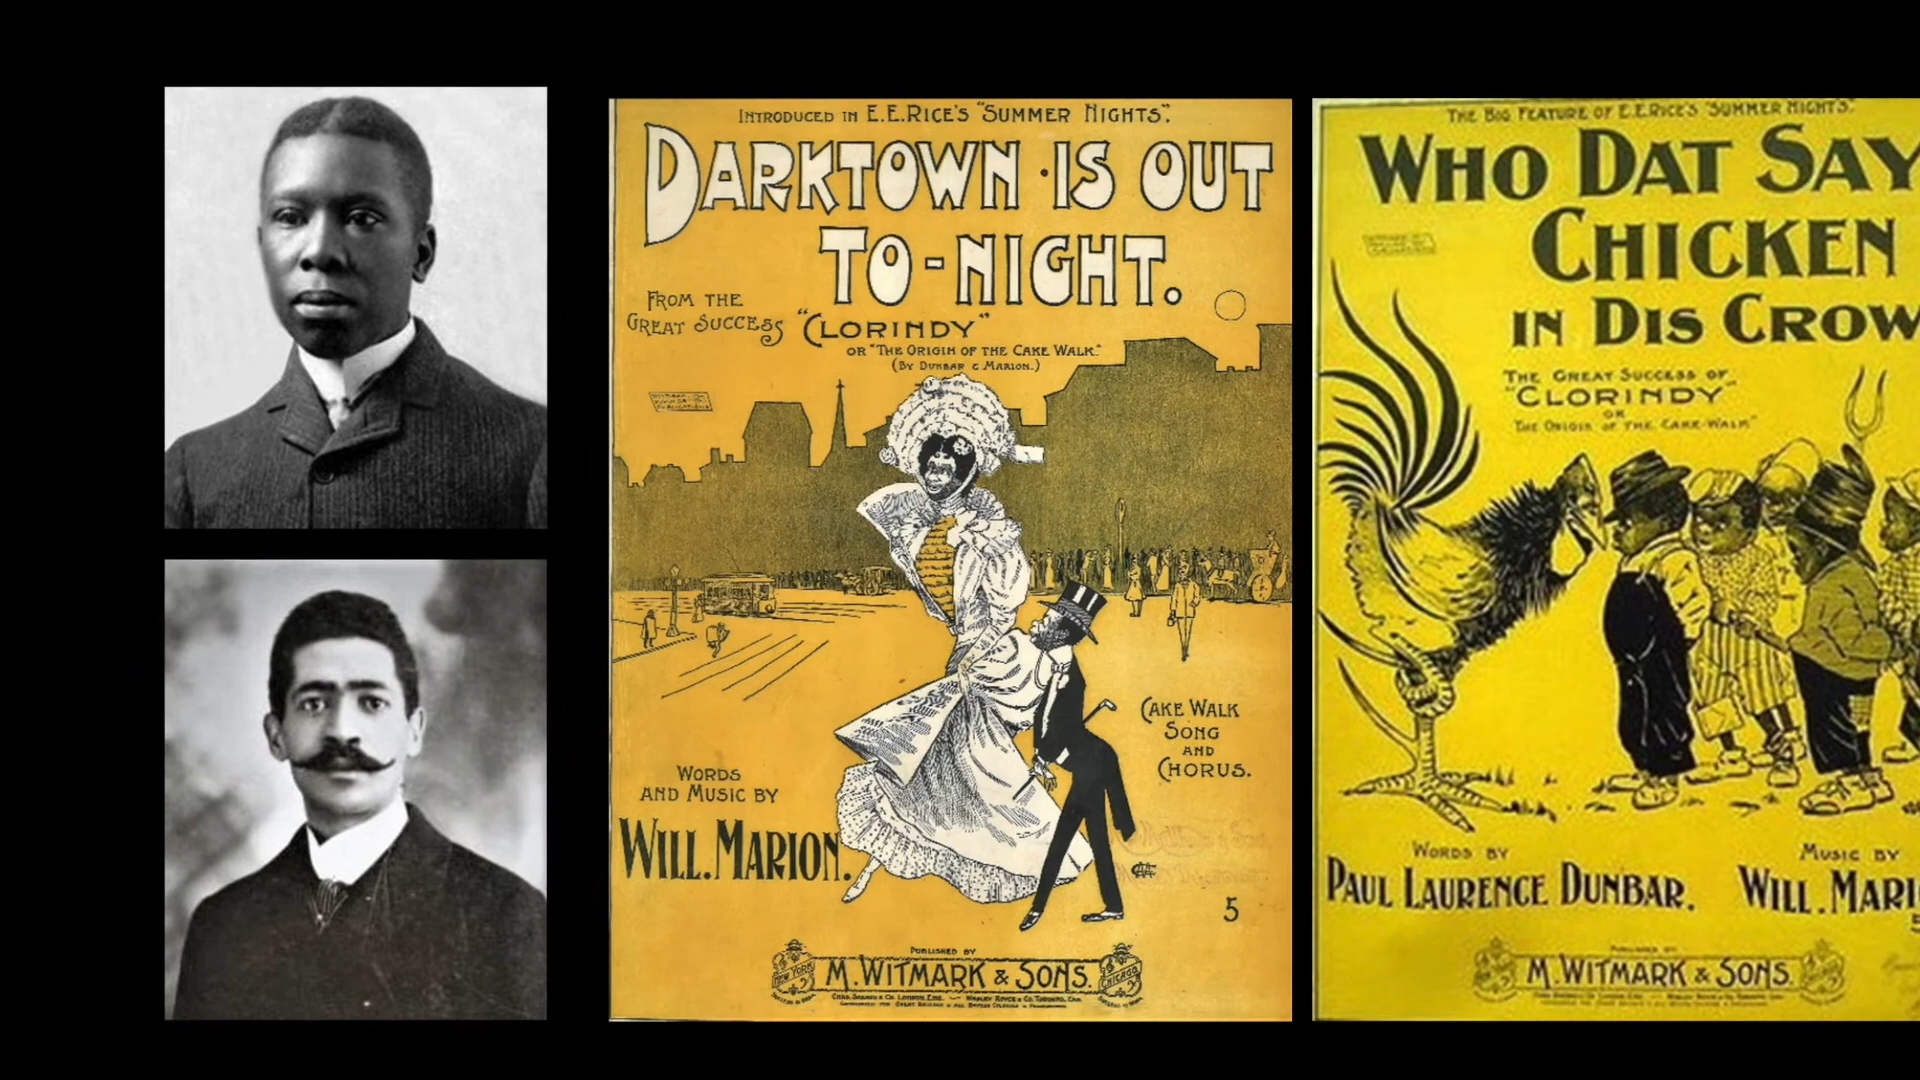 INTRODUCED IN E.E.RICE'S "SUMMER NIGHTS".
DARKTOWN IS OUT
TO-NIGHT.
FROM THE
GREAT SUCCESS "CLORINDY"
OR "THE ORIGIN OF THE CAKE WALK."
(BY DUNBAR & MARION.)
CAKE WALK
SONG
AND
CHORUS.
WORDS
AND MUSIC BY
WILL. MARION.
5
PUBLISHED BY
NEW YORK
M. WITMARK & SONS.
CHICAGO
THE BIG FEATURE OF E.E.RICE'S "SUMMER NIGHTS".
WHO DAT SAY
CHICKEN
IN DIS CROW
THE GREAT SUCCESS OF
"CLORINDY"
OR
THE ORIGIN OF THE CAKE-WALK"
WORDS BY
PAUL LAURENCE DUNBAR.
MUSIC BY
WILL. MARI
PUBLISHED BY
M. WITMARK & SONS.